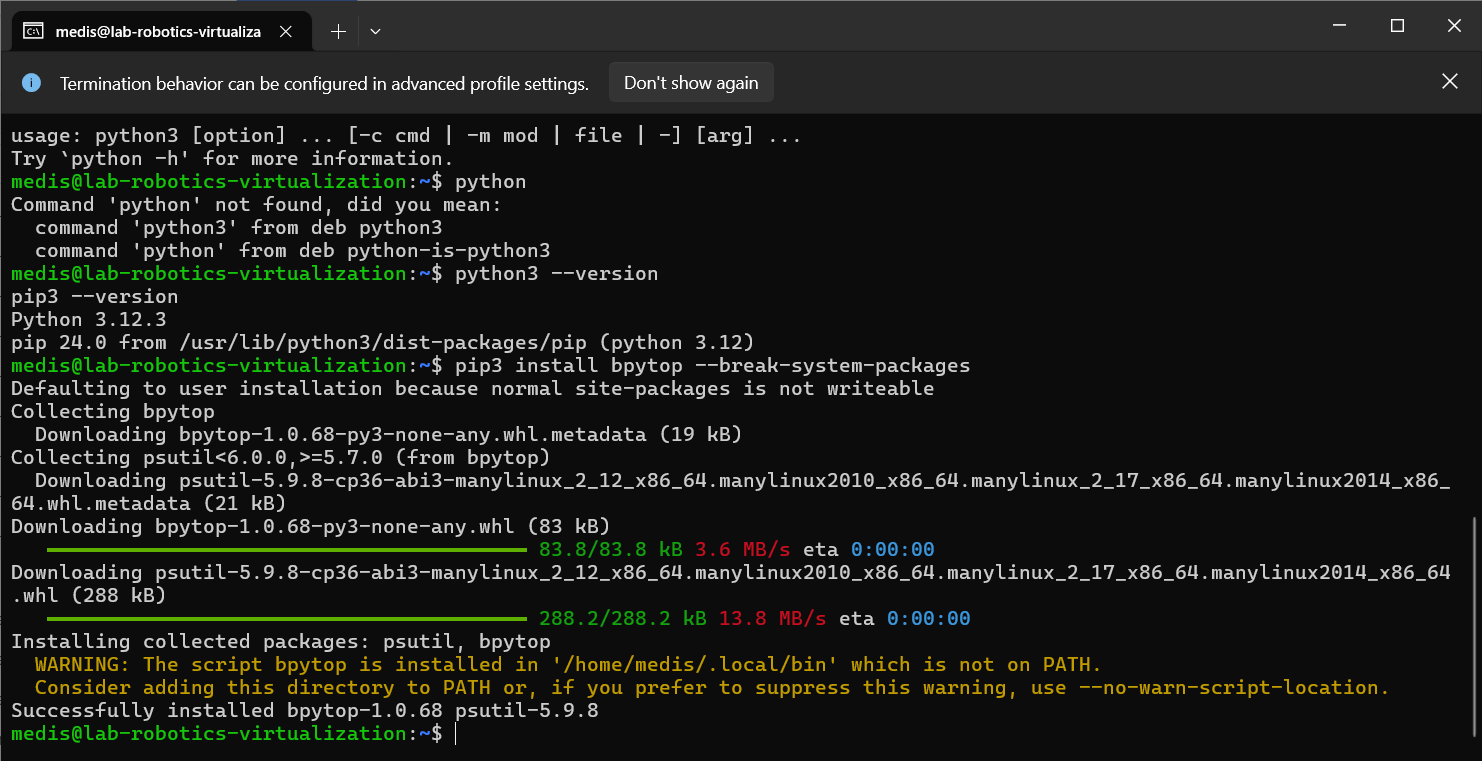 medis@lab-robotics-virtualiza
Termination behavior can be configured in advanced profile settings. Don't show again
usage: python3 [option] ... [-c cmd | -m mod | file | -] [arg] ...
Try `python -h' for more information.
medis@lab-robotics-virtualization:~$ python
Command 'python' not found, did you mean:
  command 'python3' from deb python3
  command 'python' from deb python-is-python3
medis@lab-robotics-virtualization:~$ python3 --version
pip3 --version
Python 3.12.3
pip 24.0 from /usr/lib/python3/dist-packages/pip (python 3.12)
medis@lab-robotics-virtualization:~$ pip3 install bpytop --break-system-packages
Defaulting to user installation because normal site-packages is not writeable
Collecting bpytop
  Downloading bpytop-1.0.68-py3-none-any.whl.metadata (19 kB)
Collecting psutil<6.0.0,>=5.7.0 (from bpytop)
  Downloading psutil-5.9.8-cp36-abi3-manylinux_2_12_x86_64.manylinux2010_x86_64.manylinux_2_17_x86_64.manylinux2014_x86_
64.whl.metadata (21 kB)
Downloading bpytop-1.0.68-py3-none-any.whl (83 kB)
83.8/83.8 kB 3.6 MB/s eta 0:00:00
Downloading psutil-5.9.8-cp36-abi3-manylinux_2_12_x86_64.manylinux2010_x86_64.manylinux_2_17_x86_64.manylinux2014_x86_64
.whl (288 kB)
288.2/288.2 kB 13.8 MB/s eta 0:00:00
Installing collected packages: psutil, bpytop
  WARNING: The script bpytop is installed in '/home/medis/.local/bin' which is not on PATH.
  Consider adding this directory to PATH or, if you prefer to suppress this warning, use --no-warn-script-location.
Successfully installed bpytop-1.0.68 psutil-5.9.8
medis@lab-robotics-virtualization:~$